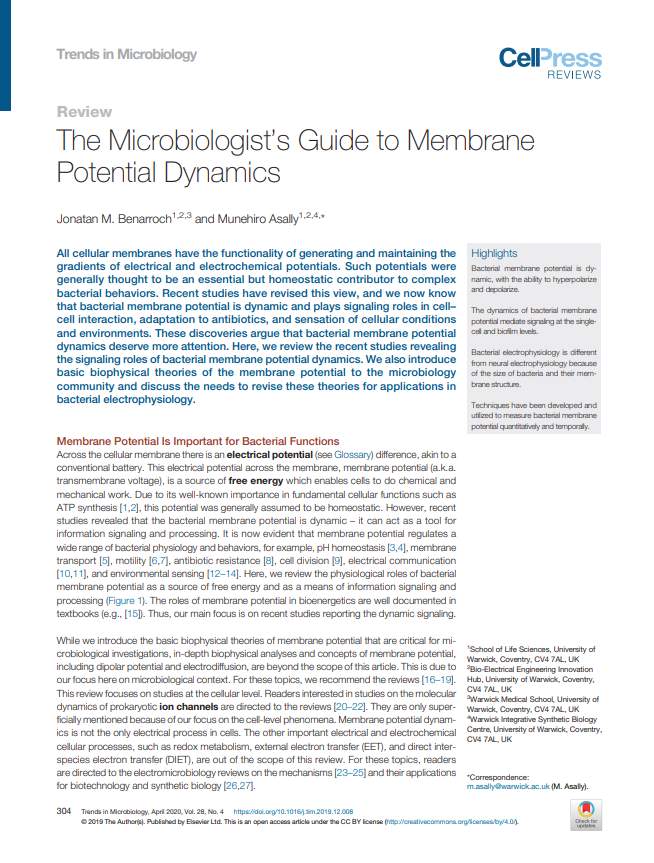 Trends in Microbiology
CellPress
REVIEWS
Review
The Microbiologist's Guide to Membrane
Potential Dynamics
Jonatan M. Benarroch1,2,3 and Munehiro Asally1,2,4,*
All cellular membranes have the functionality of generating and maintaining the
gradients of electrical and electrochemical potentials. Such potentials were
generally thought to be an essential but homeostatic contributor to complex
bacterial behaviors. Recent studies have revised this view, and we now know
that bacterial membrane potential is dynamic and plays signaling roles in cell–
cell interaction, adaptation to antibiotics, and sensation of cellular conditions
and environments. These discoveries argue that bacterial membrane potential
dynamics deserve more attention. Here, we review the recent studies revealing
the signaling roles of bacterial membrane potential dynamics. We also introduce
basic biophysical theories of the membrane potential to the microbiology
community and discuss the needs to revise these theories for applications in
bacterial electrophysiology.
Highlights
Bacterial membrane potential is dy-
namic, with the ability to hyperpolarize
and depolarize.
The dynamics of bacterial membrane
potential mediate signaling at the single-
cell and biofilm levels.
Bacterial electrophysiology is different
from neural electrophysiology because
of the size of bacteria and their mem-
brane structure.
Techniques have been developed and
utilized to measure bacterial membrane
potential quantitatively and temporally.
Membrane Potential Is Important for Bacterial Functions
Across the cellular membrane there is an electrical potential (see Glossary) difference, akin to a
conventional battery. This electrical potential across the membrane, membrane potential (a.k.a.
transmembrane voltage), is a source of free energy which enables cells to do chemical and
mechanical work. Due to its well-known importance in fundamental cellular functions such as
ATP synthesis [1,2], this potential was generally assumed to be homeostatic. However, recent
studies revealed that the bacterial membrane potential is dynamic – it can act as a tool for
information signaling and processing. It is now evident that membrane potential regulates a
wide range of bacterial physiology and behaviors, for example, pH homeostasis [3,4], membrane
transport [5], motility [6,7], antibiotic resistance [8], cell division [9], electrical communication
[10,11], and environmental sensing [12–14]. Here, we review the physiological roles of bacterial
membrane potential as a source of free energy and as a means of information signaling and
processing (Figure 1). The roles of membrane potential in bioenergetics are well documented in
textbooks (e.g., [15]). Thus, our main focus is on recent studies reporting the dynamic signaling.
While we introduce the basic biophysical theories of membrane potential that are critical for mi-
crobiological investigations, in-depth biophysical analyses and concepts of membrane potential,
including dipolar potential and electrodiffusion, are beyond the scope of this article. This is due to
our focus here on microbiological context. For these topics, we recommend the reviews [16–19].
This review focuses on studies at the cellular level. Readers interested in studies on the molecular
dynamics of prokaryotic ion channels are directed to the reviews [20–22]. They are only super-
ficially mentioned because of our focus on the cell-level phenomena. Membrane potential dynam-
ics is not the only electrical process in cells. The other important electrical and electrochemical
cellular processes, such as redox metabolism, external electron transfer (EET), and direct inter-
species electron transfer (DIET), are out of the scope of this review. For these topics, readers
are directed to the electromicrobiology reviews on the mechanisms [23–25] and their applications
for biotechnology and synthetic biology [26,27].
1School of Life Sciences, University of
Warwick, Coventry, CV4 7AL, UK
2Bio-Electrical Engineering Innovation
Hub, University of Warwick, Coventry,
CV4 7AL, UK
3Warwick Medical School, University of
Warwick, Coventry, CV4 7AL, UK
4Warwick Integrative Synthetic Biology
Centre, University of Warwick, Coventry,
CV4 7AL, UK
*Correspondence:
m.asally@warwick.ac.uk (M. Asally).
304 Trends in Microbiology, April 2020, Vol. 28, No. 4 https://doi.org/10.1016/j.tim.2019.12.008
© 2019 The Author(s). Published by Elsevier Ltd. This is an open access article under the CC BY license (http://creativecommons.org/licenses/by/4.0/).
Check for
updates